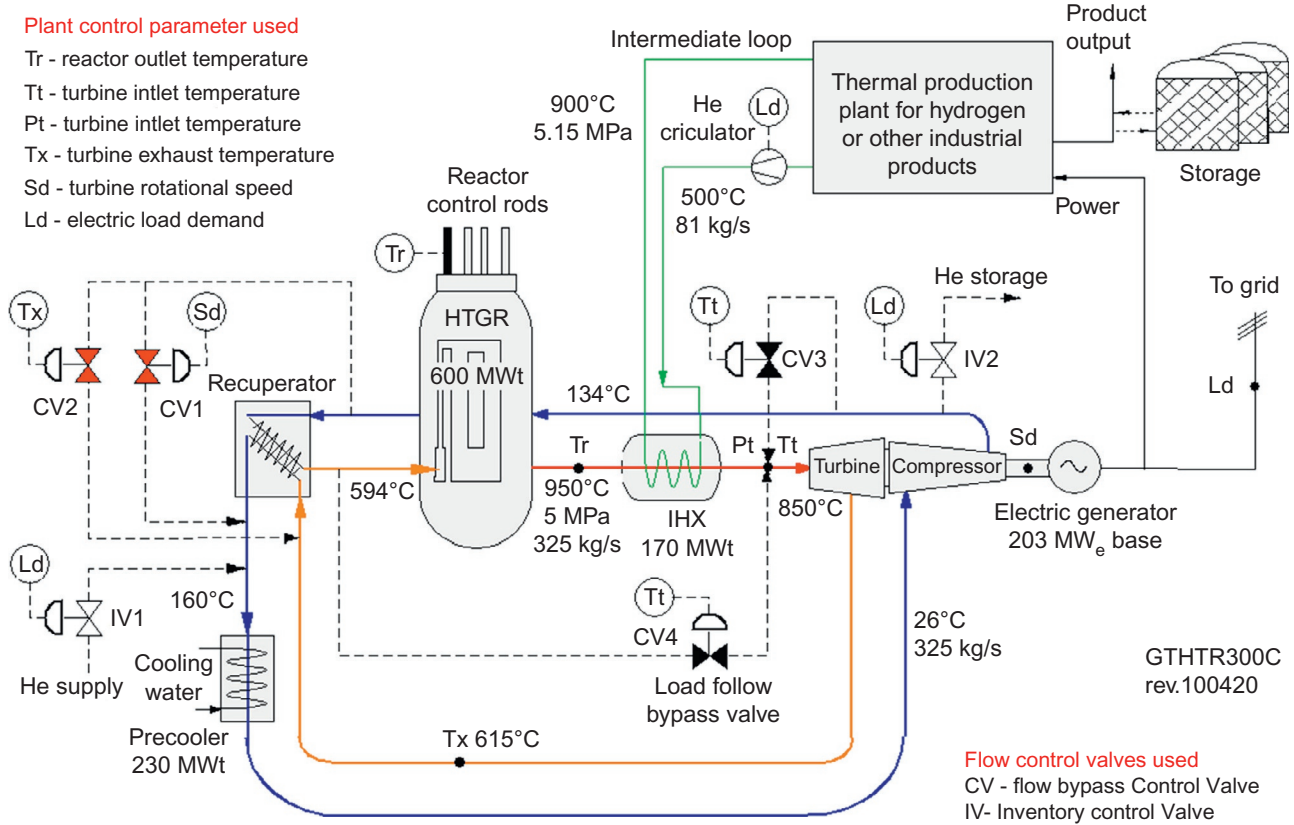 Plant control parameter used
Tr - reactor outlet temperature
Tt - turbine intlet temperature
Pt - turbine intlet temperature
Tx - turbine exhaust temperature
Sd - turbine rotational speed
Ld - electric load demand
Intermediate loop
Product
output
Thermal production
plant for hydrogen
or other industrial
products
900°C
5.15 MPa
He
criculator
Ld
500°C
81 kg/s
Storage
Power
Reactor
control rods
Tr
He storage
To grid
Tx
Sd
Tt
Ld
HTGR
CV3
IV2
600 MWt
Ld
CV2
Recuperator
CV1
134°C
594°C
Tr
Pt
Tt
Turbine
Compressor
Sd
950°C
5 MPa
325 kg/s
IHX
170 MWt
850°C
Electric generator
203 MWe base
Ld
IV1
160°C
Tt
CV4
26°C
325 kg/s
He supply
Cooling
water
Load follow
bypass valve
GTHTR300C
rev.100420
Precooler
230 MWt
Tx 615°C
Flow control valves used
CV - flow bypass Control Valve
IV- Inventory control Valve